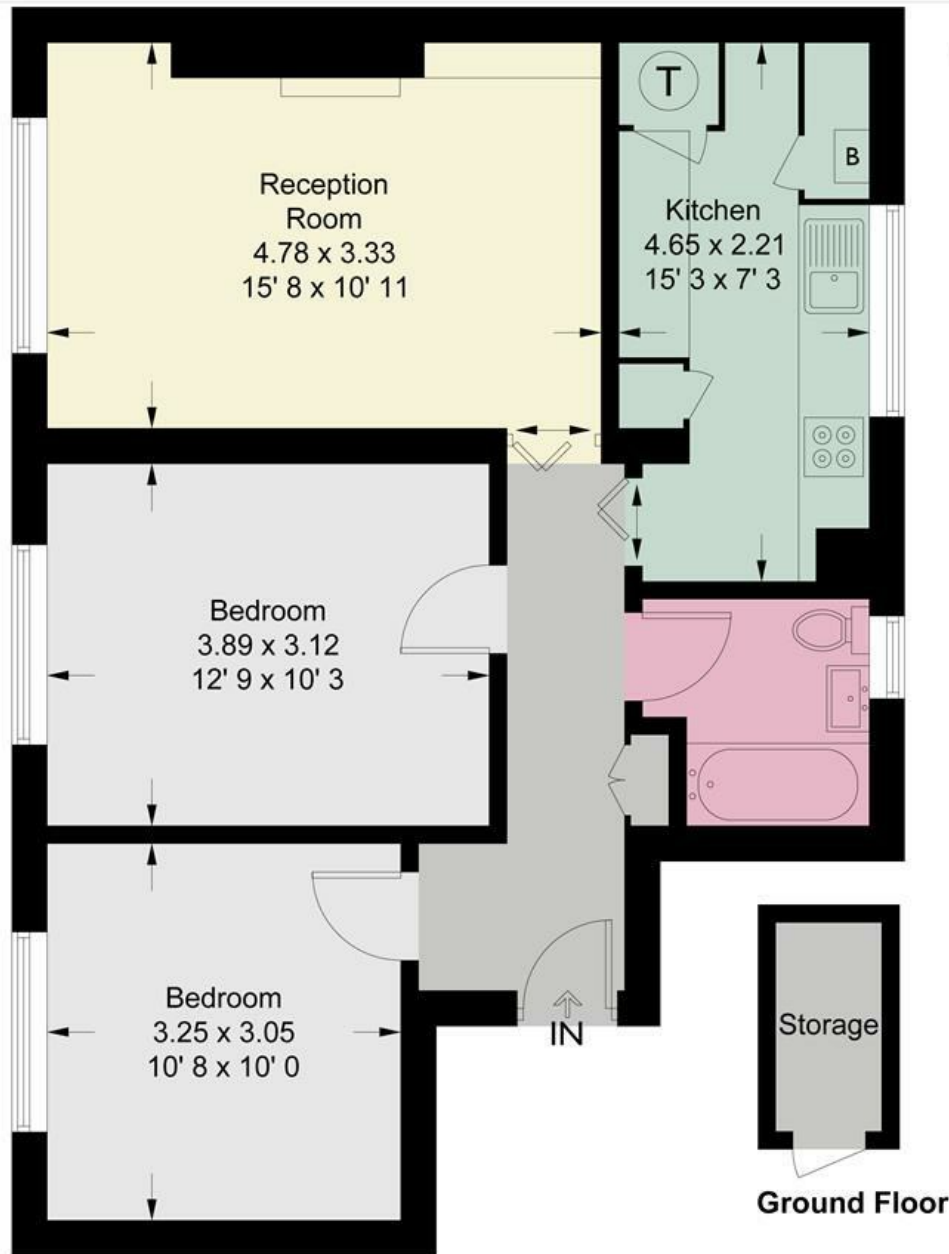 Reception
Room
4.78 x 3.33
15' 8 x 10' 11
T
B
Kitchen
4.65 x 2.21
15' 3 x 7' 3
Bedroom
3.89 x 3.12
12' 9 x 10' 3
Bedroom
3.25 x 3.05
10' 8 x 10' 0
IN
Storage
Ground Floor